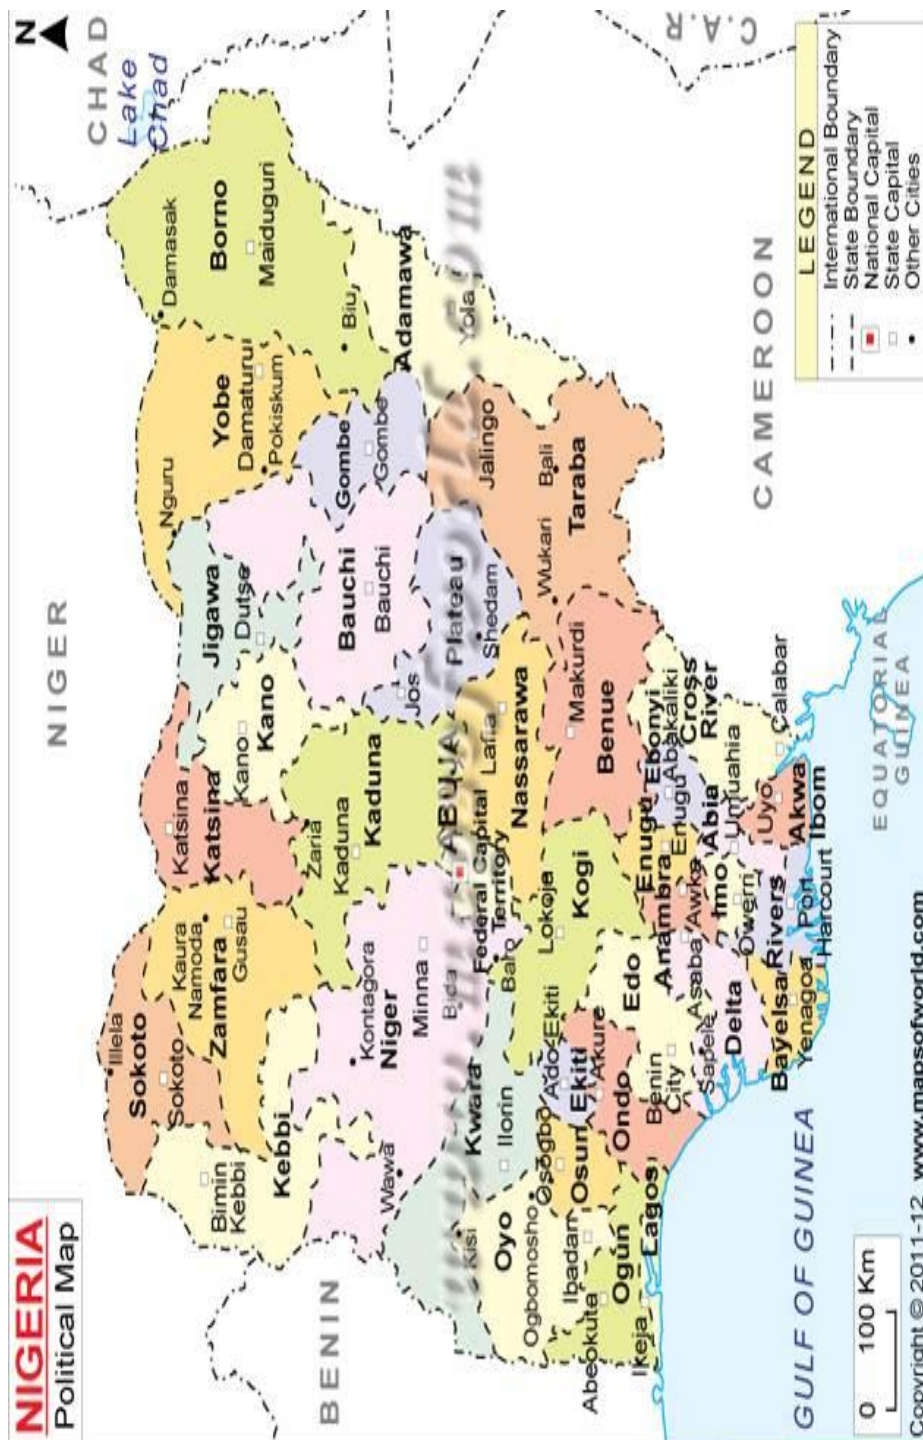 NIGERIA
Political Map
N
NIGER
CHAD
Lake
Chad
BENIN
CAMEROON
C.A.R
EQUATORIAL
GUINEA
GULF OF GUINEA
Illela
Sokoto
Sokoto
Kaura
Namoda
Zamfara
Gusau
Bimin
Kebbi
Kebbi
Katsina
Katsina
Kano
Kano
Jigawa
Dutse
Nguru
Yobe
Damaturu
Pokiskum
Damasak
Borno
Maiduguri
Biu
Gombe
Gombe
Bauchi
Bauchi
Adamawa
Yola
Zaria
Kaduna
Kaduna
Kontagora
Niger
Minna
Bida
Wawa
Jos
Plateau
Shedam
ABUJA
Federal Capital
Territory
Baro
Lafia
Nassarawa
Jalingo
Wukari
Bali
Taraba
Makurdi
Benue
Kwara
Ilorin
Kisi
Oyo
Ogbomosho
Ibadan
Osogbo
Osun
Ado-Ekiti
Ekiti
Akure
Ondo
Lokoja
Kogi
Abeokuta
Ogun
Ikeja
Lagos
Edo
Benin
City
Sapele
Delta
Asaba
Anambra
Awka
Enugu
Enugu
Ebonyi
Abakaliki
Cross
River
Calabar
Abia
Umuahia
Imo
Owerri
Uyo
Akwa
Ibom
Rivers
Port
Harcourt
Bayelsa
Yenagoa
LEGEND
International Boundary
State Boundary
National Capital
State Capital
Other Cities
0 100 Km
Copyright © 2011-12 www.mapsofworld.com